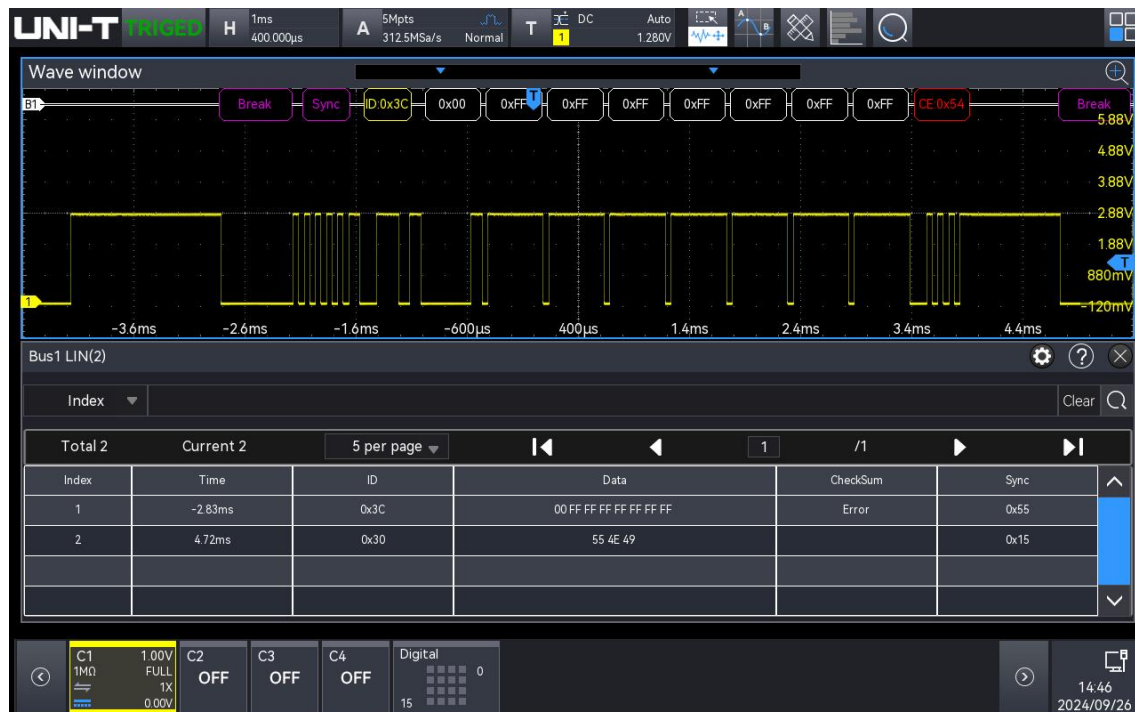 UNI-T TRIGED H 1ms 400.000µs A 5Mpts 312.5MSa/s Normal T DC 1 Auto 1.280V
Wave window
B1 Break Sync ID:0x3C 0x00 0xFF T 0xFF 0xFF 0xFF 0xFF 0xFF 0xFF CE:0x54 Break
5.88V
4.88V
3.88V
2.88V
1.88V
T
880mV
1 -120mV
-3.6ms -2.6ms -1.6ms -600µs 400µs 1.4ms 2.4ms 3.4ms 4.4ms
Bus1 LIN(2)
Index Clear
Total 2 Current 2 5 per page 1 /1
Index Time ID Data CheckSum Sync
1 -2.83ms 0x3C 00 FF FF FF FF FF FF FF Error 0x55
2 4.72ms 0x30 55 4E 49 0x15
C1 1.00V C2 C3 C4 Digital
1MΩ FULL OFF OFF OFF 0
1X
0.00V 15
14:46
2024/09/26